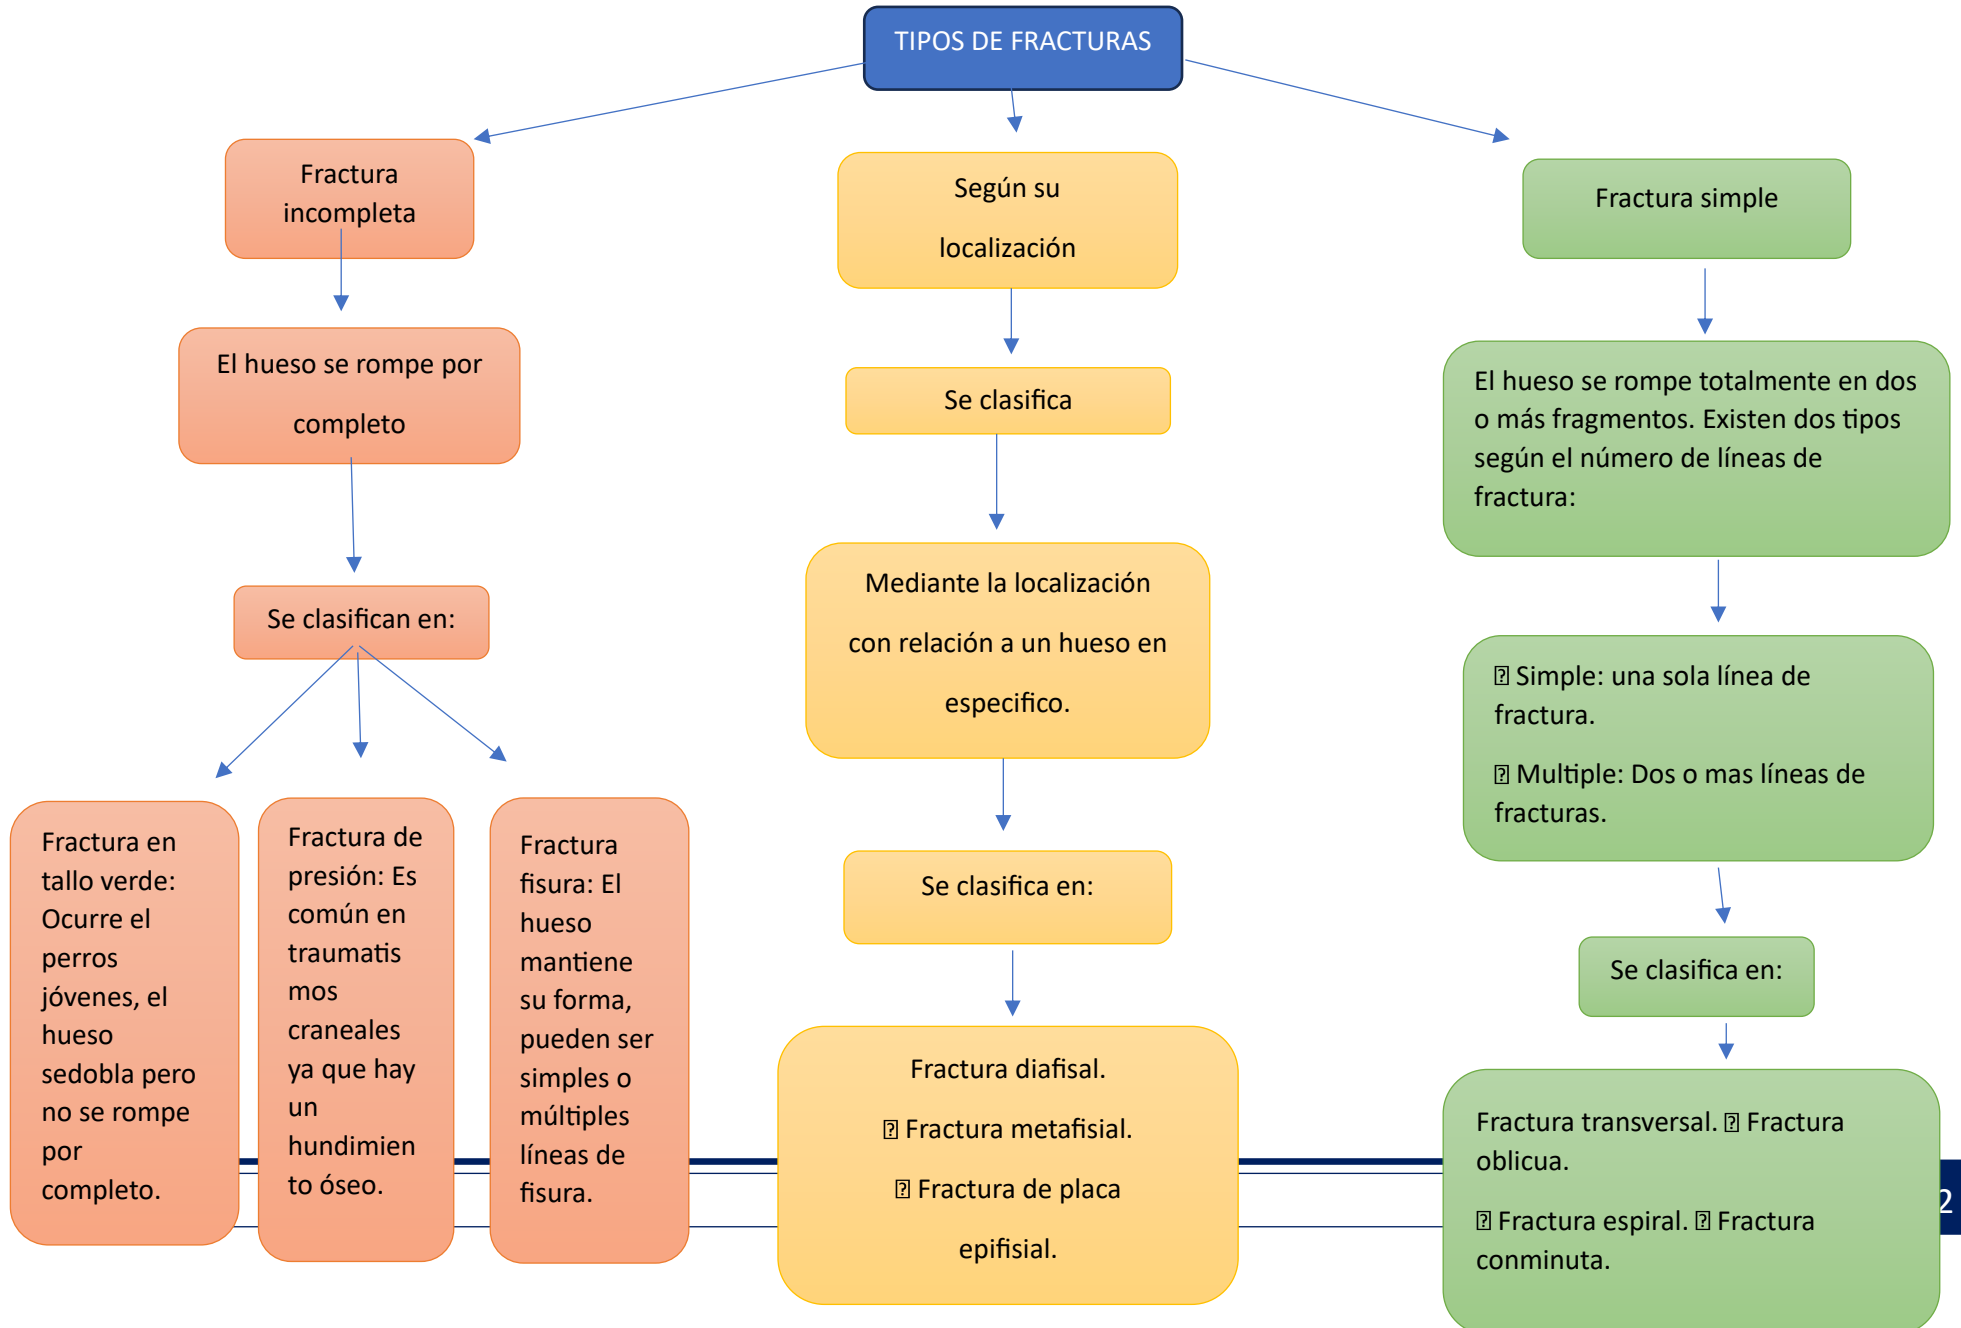 TIPOS DE FRACTURAS
Fractura
incompleta
El hueso se rompe por
completo
Se clasifican en:
Fractura en
tallo verde:
Ocurre el
perros
jóvenes, el
hueso
sedobla pero
no se rompe
por
completo.
Fractura de
presión: Es
común en
traumatis
mos
craneales
ya que hay
un
hundimien
to óseo.
Fractura
fisura: El
hueso
mantiene
su forma,
pueden ser
simples o
múltiples
líneas de
fisura.
Según su
localización
Se clasifica
Mediante la localización
con relación a un hueso en
especifico.
Se clasifica en:
Fractura diafisal.
⍰ Fractura metafisial.
⍰ Fractura de placa
epifisial.
Fractura simple
El hueso se rompe totalmente en dos
o más fragmentos. Existen dos tipos
según el número de líneas de
fractura:
⍰ Simple: una sola línea de
fractura.
⍰ Multiple: Dos o mas líneas de
fracturas.
Se clasifica en:
Fractura transversal. ⍰ Fractura
oblicua.
⍰ Fractura espiral. ⍰ Fractura
conminuta.
2